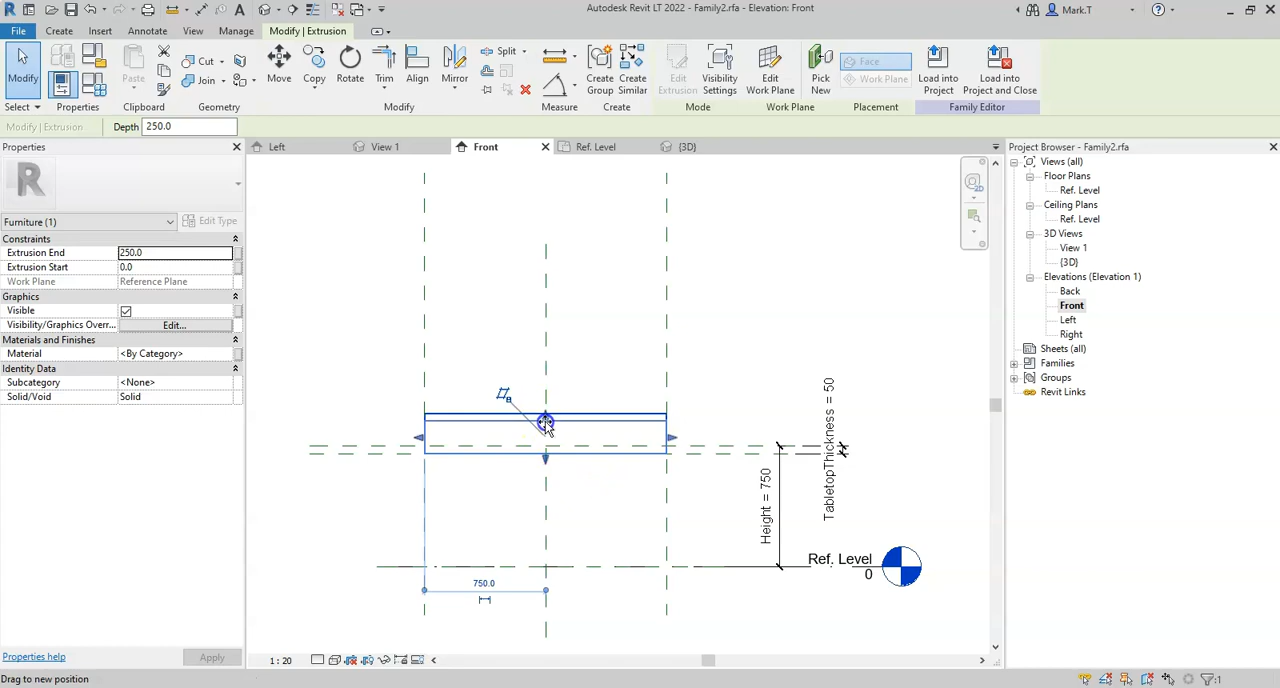 Autodesk Revit LT 2022 - Family2.rfa - Elevation: Front
Mark.T
File Create Insert Annotate View Manage Modify | Extrusion
Modify
Paste
Cut
Join
Move Copy Rotate Trim Align Mirror
Split
Create Group
Create Similar
Edit Extrusion
Visibility Settings
Edit Work Plane
Pick New
Face
Work Plane
Load into Project
Load into Project and Close
Select Properties Clipboard Geometry Modify Measure Create Mode Work Plane Placement Family Editor
Modify | Extrusion Depth 250.0
Properties
Left View 1 Front Ref. Level {3D}
Project Browser - Family2.rfa
Furniture (1) Edit Type
Constraints
Extrusion End 250.0
Extrusion Start 0.0
Work Plane Reference Plane
Graphics
Visible
Visibility/Graphics Overr... Edit...
Materials and Finishes
Material <By Category>
Identity Data
Subcategory <None>
Solid/Void Solid
Properties help Apply
TabletopThickness = 50
Height = 750
Ref. Level
0
750.0
2D
Views (all)
Floor Plans
Ref. Level
Ceiling Plans
Ref. Level
3D Views
View 1
{3D}
Elevations (Elevation 1)
Back
Front
Left
Right
Sheets (all)
Families
Groups
Revit Links
1 : 20
Drag to new position
:1